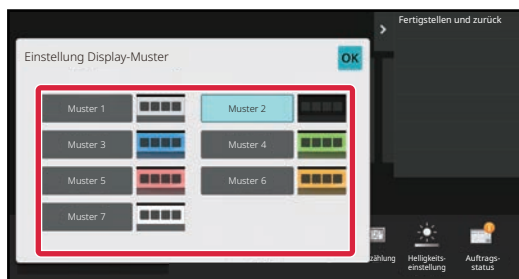 Fertigstellen und zurück
Einstellung Display-Muster
OK
Muster 1
Muster 2
Muster 3
Muster 4
Muster 5
Muster 6
Muster 7
zählung
Helligkeits-
einstellung
Auftrags-
status